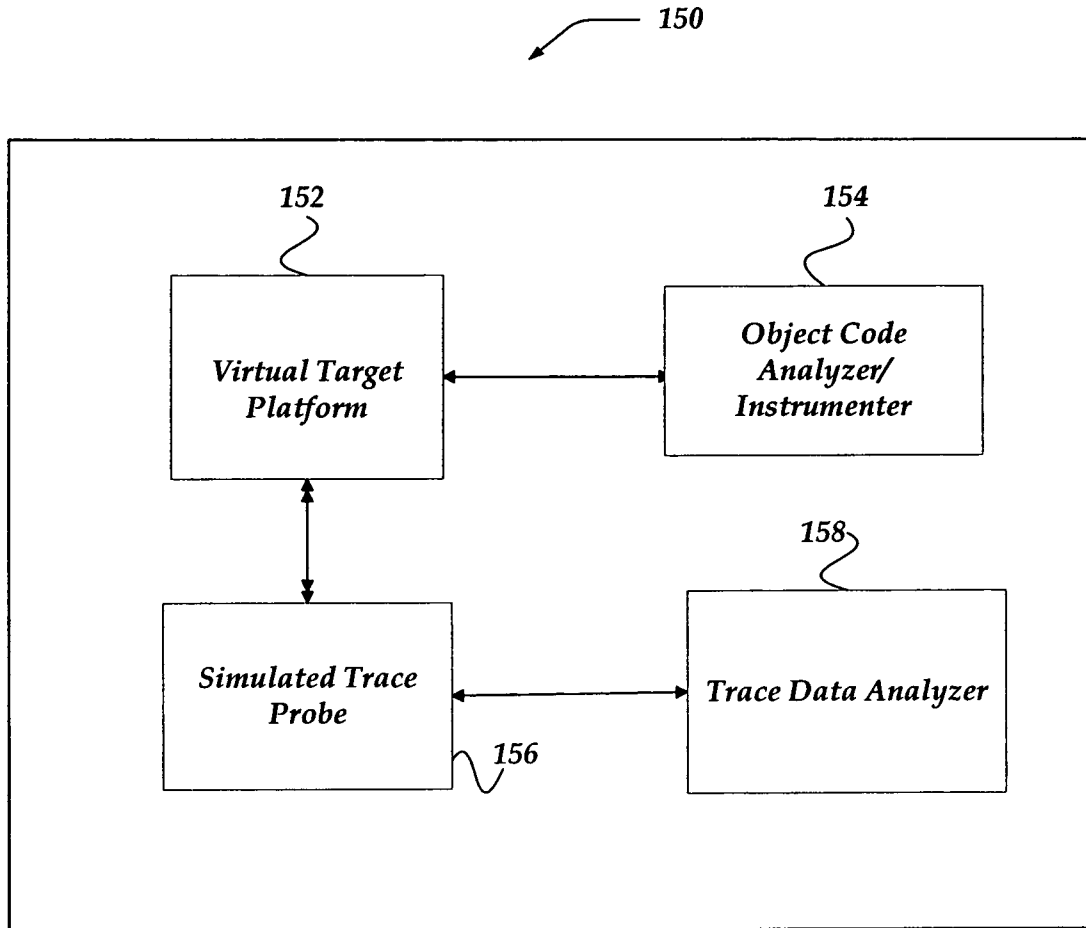 150
152
154
Virtual Target
Platform
Object Code
Analyzer/
Instrumenter
158
Simulated Trace
Probe
156
Trace Data Analyzer